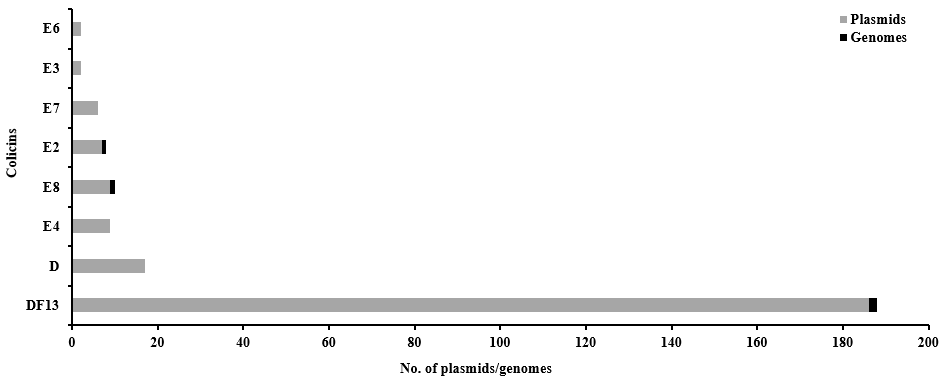 Plasmids
Genomes
E6
E3
E7
E2
E8
E4
D
DF13
Colicins
0 20 40 60 80 100 120 140 160 180 200
No. of plasmids/genomes